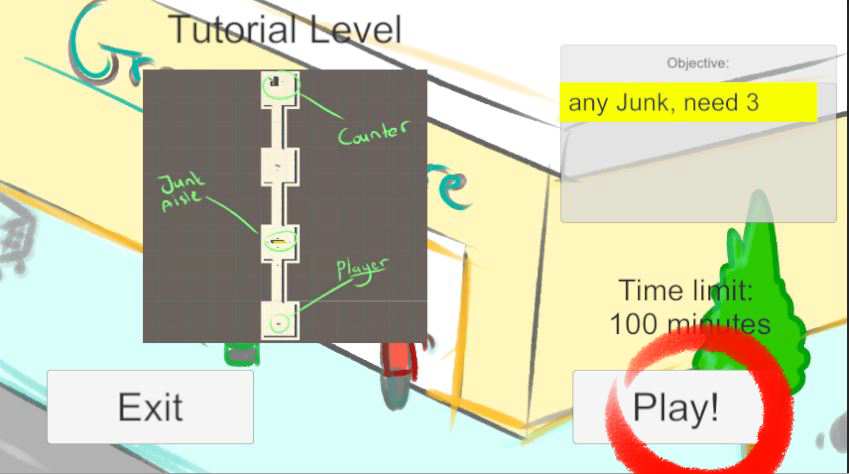 Tutorial Level
Objective:
any Junk, need 3
Counter
Junk
Aisle
Player
Time limit:
100 minutes
Exit
Play!